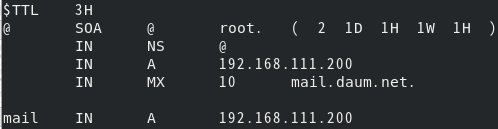 $TTL 3H
@ SOA @ root. ( 2 1D 1H 1W 1H )
IN NS @
IN A 192.168.111.200
IN MX 10 mail.daum.net.
mail IN A 192.168.111.200